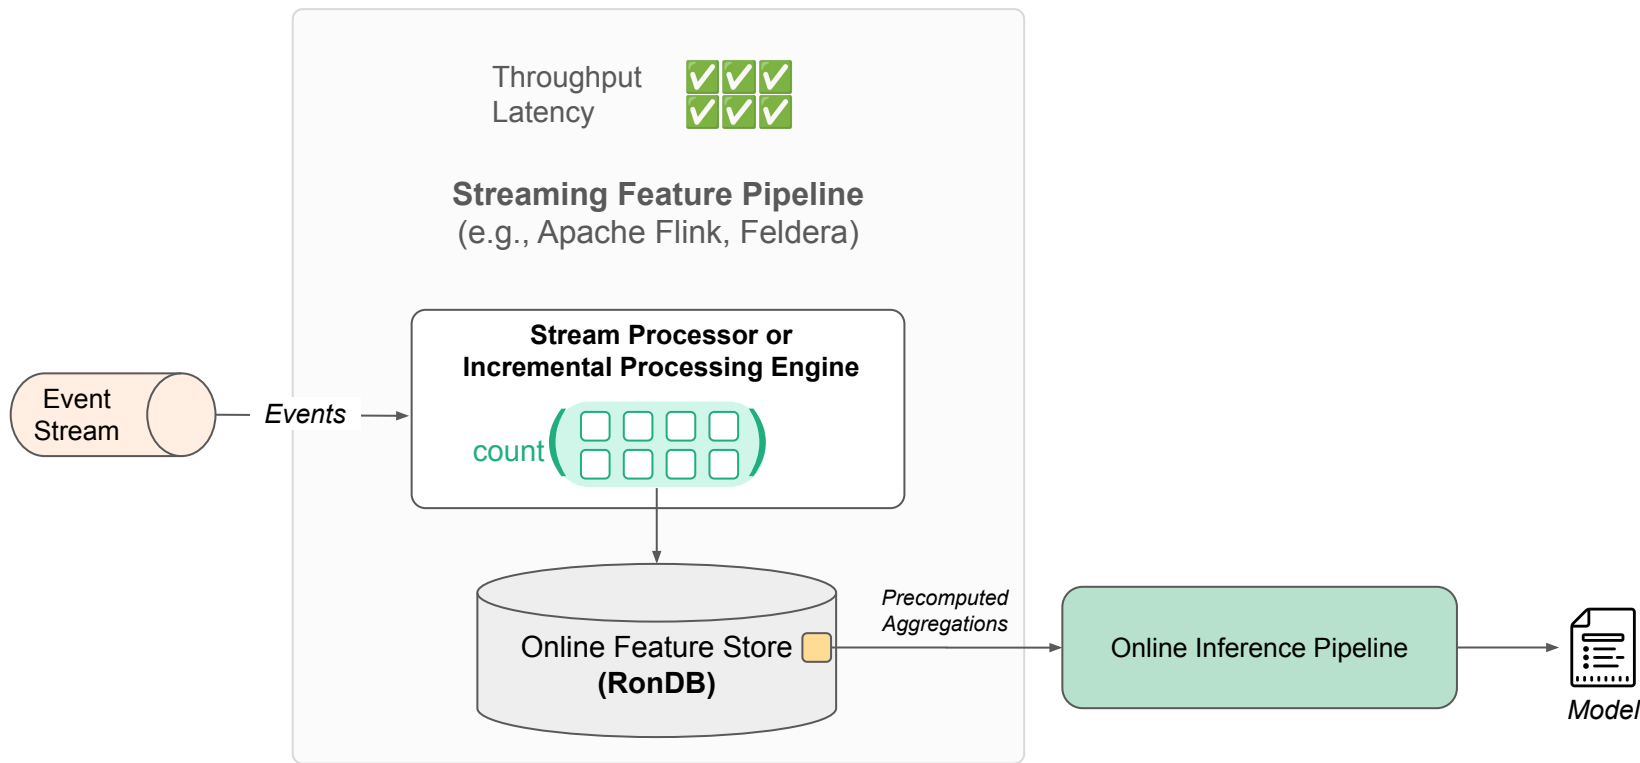 Throughput ✅✅✅
Latency ✅✅✅
Streaming Feature Pipeline
(e.g., Apache Flink, Feldera)
Stream Processor or
Incremental Processing Engine
Event
Stream
Events
count
Online Feature Store
(RonDB)
Precomputed
Aggregations
Online Inference Pipeline
Model